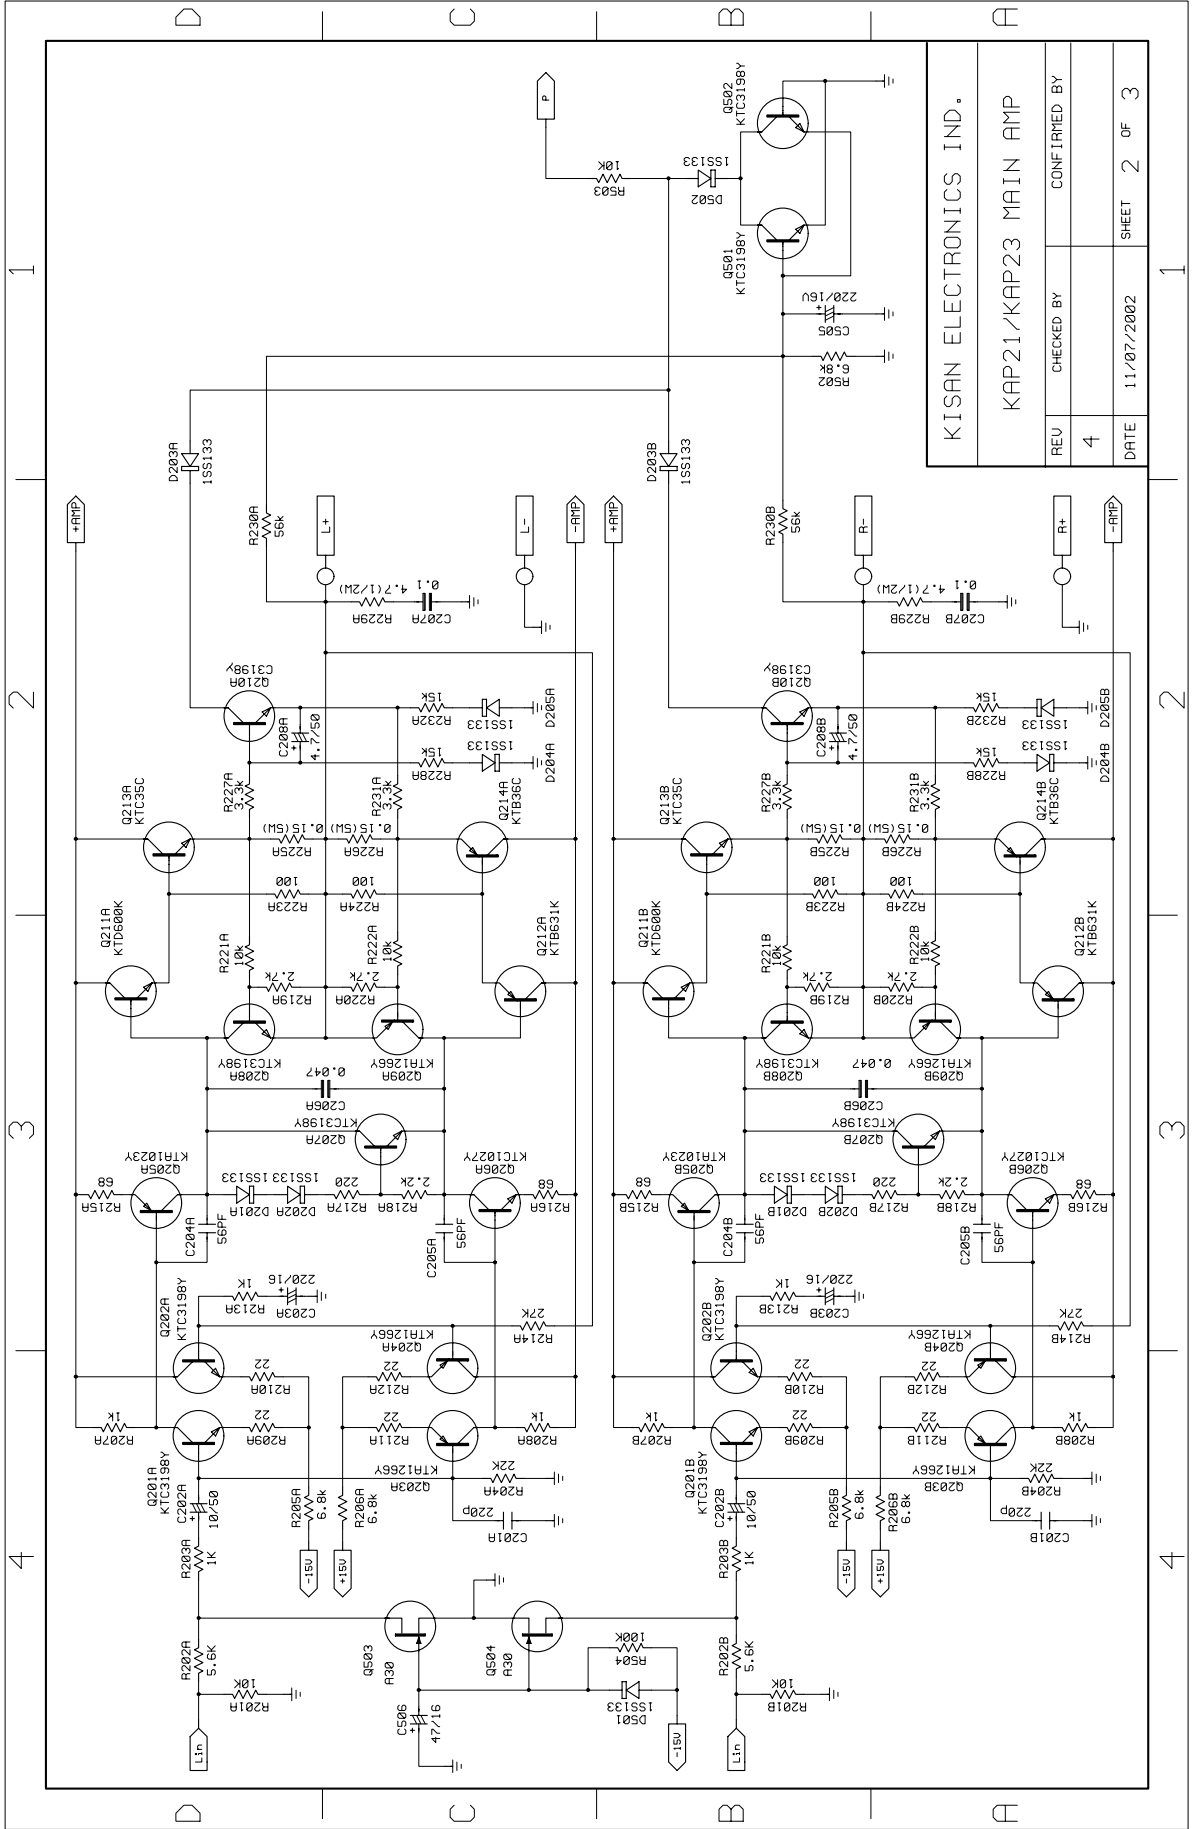 D
C
B
A
1
2
3
4
1
2
3
4
D
C
B
A
KISAN ELECTRONICS IND.
KAP21/KAP23 MAIN AMP
REV
CHECKED BY
CONFIRMED BY
4
DATE
11/07/2002
SHEET 2 OF 3
P
R503
10K
D502
1SS133
Q502
KTC3198Y
Q501
KTC3198Y
C505
220/16V
R502
6.8k
D203A
1SS133
D203B
1SS133
+AMP
R230A
56k
L+
L-
-AMP
R229A
4.7(1/2W)
C207A
0.1
Q210A
C3198y
C208A
4.7/50
R232A
15k
R228A
15k
1SS133
D205A
1SS133
D204A
Q213A
KTC35C
R227A
3.3k
R231A
3.3k
Q214A
KTB36C
R225A
0.15(5W)
R226A
0.15(5W)
R223A
100
R224A
100
Q211A
KTD600K
Q212A
KTB631K
R221A
10k
R222A
10k
R219A
2.7k
R220A
2.7k
Q208A
KTC3198Y
Q209A
KTA1266Y
C206A
0.047
Q207A
KTC3198Y
Q205A
KTA1023Y
Q206A
KTC1027Y
R215A
68
D201A
1SS133
D202A
1SS133
R217A
220
R218A
2.2k
R216A
68
C204A
56PF
C205A
56PF
R213A
1K
C203A
220/16
R214A
27K
Q202A
KTC3198Y
Q204A
KTA1266Y
R210A
22
R212A
22
R207A
1k
R209A
22
R211A
22
R208A
1k
Q201A
KTC3198Y
Q203A
KTA1266Y
C202A
10/50
R205A
6.8k
R206A
6.8k
R204A
22K
C201A
220p
R203A
1K
-15V
+15V
R202A
5.6K
R201A
10K
Lin
Q503
A30
Q504
A30
C506
47/16
R504
100K
D501
1SS133
-15V
+AMP
R230B
56k
R-
R+
-AMP
R229B
4.7(1/2W)
C207B
0.1
Q210B
C3198y
C208B
4.7/50
R232B
15k
R228B
15k
1SS133
D205B
1SS133
D204B
Q213B
KTC35C
R227B
3.3k
R231B
3.3k
Q214B
KTB36C
R225B
0.15(5W)
R226B
0.15(5W)
R223B
100
R224B
100
Q211B
KTD600K
Q212B
KTB631K
R221B
10k
R222B
10k
R219B
2.7k
R220B
2.7k
Q208B
KTC3198Y
Q209B
KTA1266Y
C206B
0.047
Q207B
KTC3198Y
Q205B
KTA1023Y
Q206B
KTC1027Y
R215B
68
D201B
1SS133
D202B
1SS133
R217B
220
R218B
2.2k
R216B
68
C204B
56PF
C205B
56PF
R213B
1K
C203B
220/16
R214B
27K
Q202B
KTC3198Y
Q204B
KTA1266Y
R210B
22
R212B
22
R207B
1k
R209B
22
R211B
22
R208B
1k
Q201B
KTC3198Y
Q203B
KTA1266Y
C202B
10/50
R205B
6.8k
R206B
6.8k
R204B
22K
C201B
220p
R203B
1K
-15V
+15V
R202B
5.6K
R201B
10K
Lin